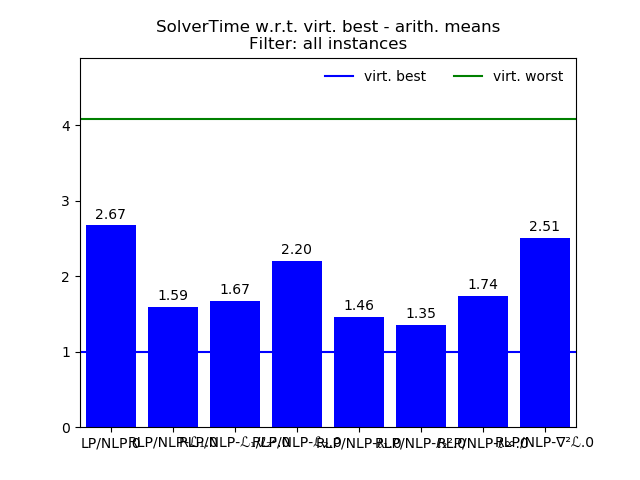 SolverTime w.r.t. virt. best - arith. means
Filter: all instances
virt. best
virt. worst
4
3
2
1
0
2.67
1.59
1.67
2.20
1.46
1.35
1.74
2.51
LP/NLP